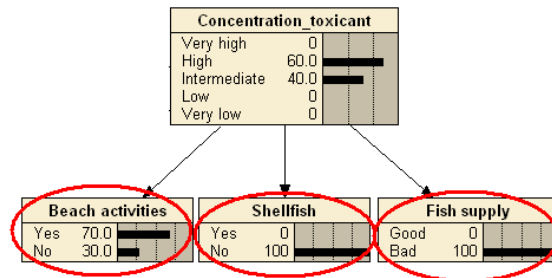 Concentration_toxicant
Very high 0
High 60.0
Intermediate 40.0
Low 0
Very low 0
Beach activities
Yes 70.0
No 30.0
Shellfish
Yes 0
No 100
Fish supply
Good 0
Bad 100